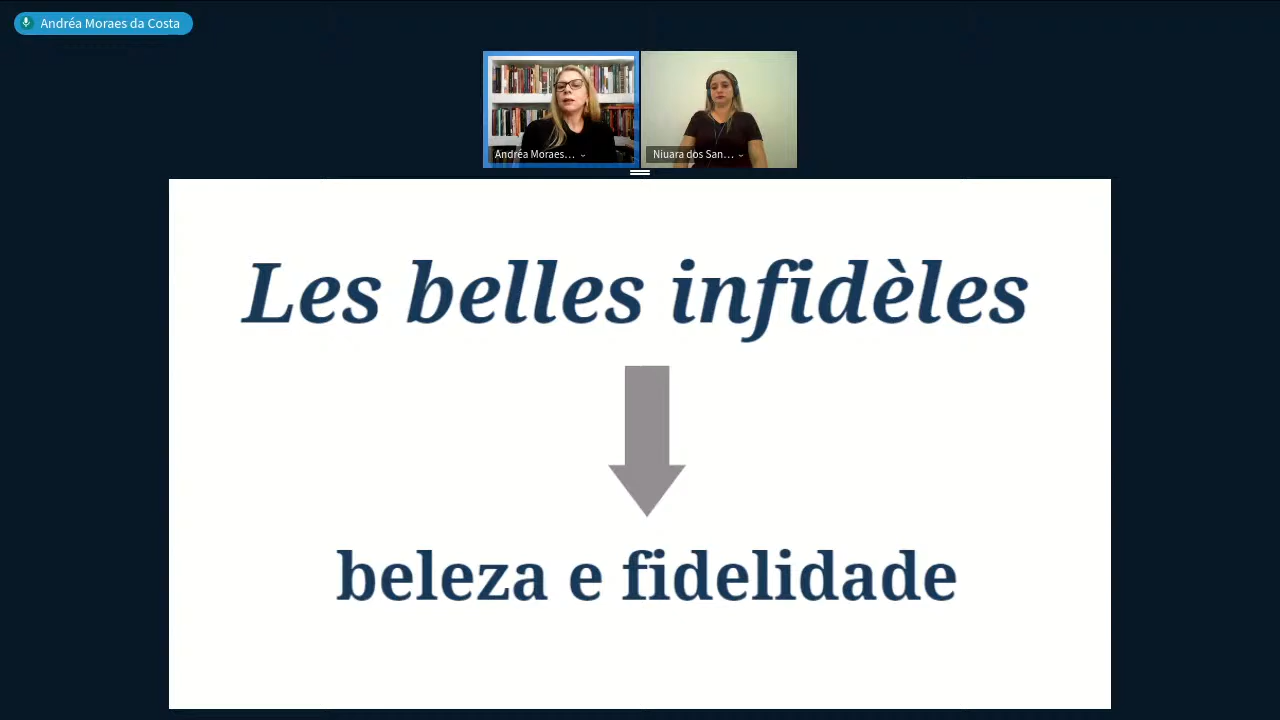 Andréa Moraes da Costa
Andréa Moraes...
Niuara dos San...
Les belles infidèles
beleza e fidelidade